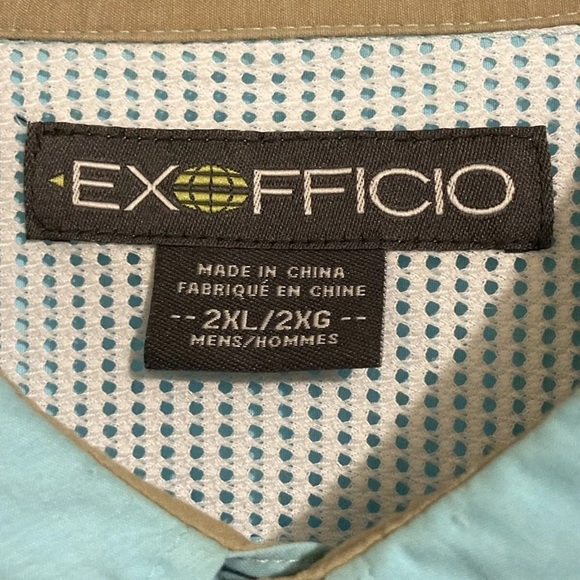 EXOFFICIO
MADE IN CHINA
FABRIQUÉ EN CHINE
-- 2XL/2XG --
MENS/HOMMES